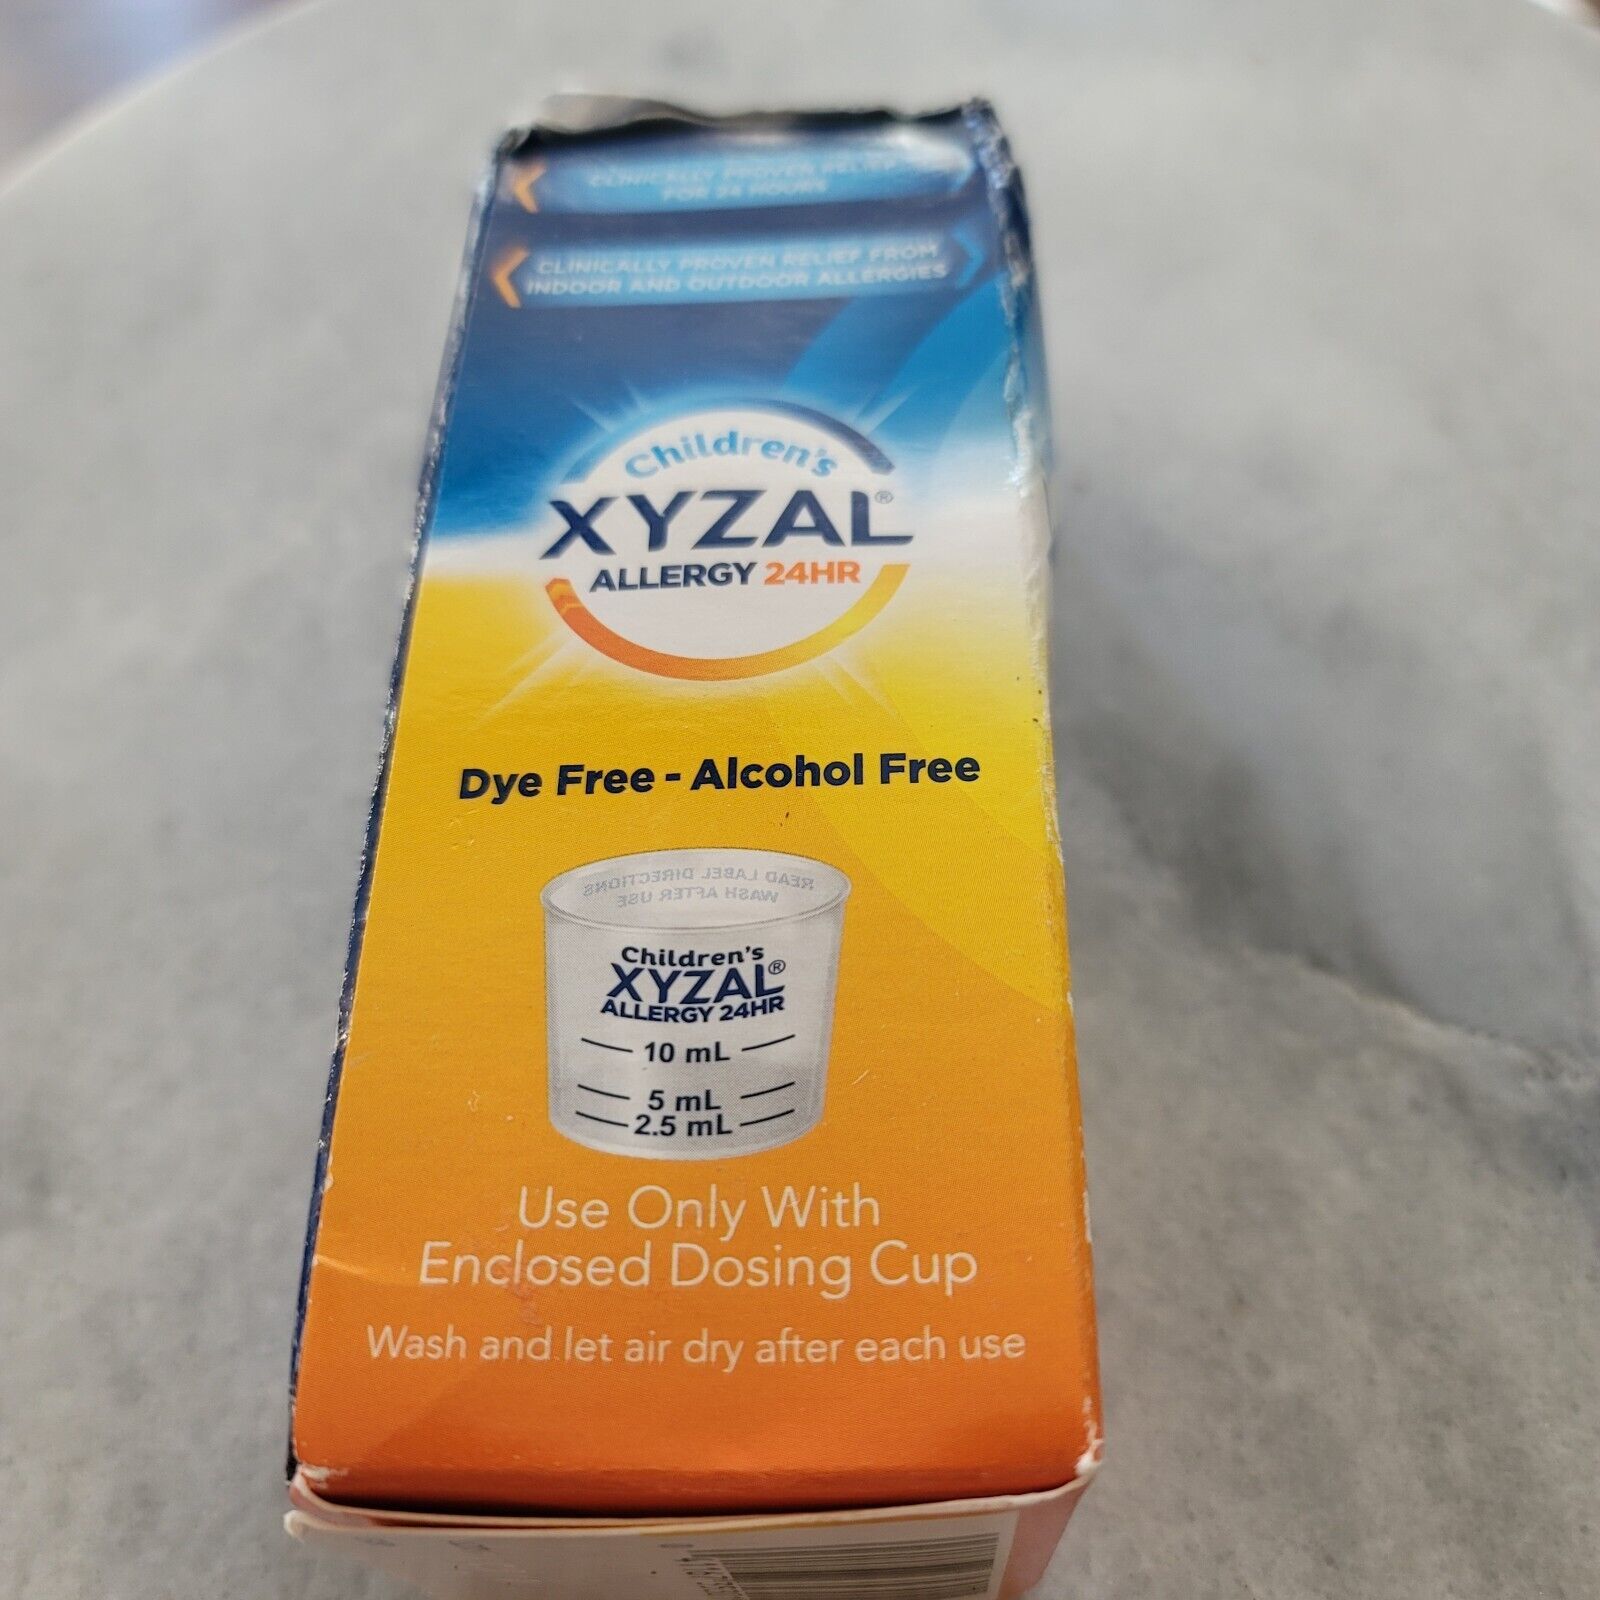 CLINICALLY PROVEN RELIEF
FOR 24 HOURS
CLINICALLY PROVEN RELIEF FROM
INDOOR AND OUTDOOR ALLERGIES
Children's
XYZAL®
ALLERGY 24HR
Dye Free - Alcohol Free
READ LABEL DIRECTIONS
WASH AFTER USE
Children's
XYZAL®
ALLERGY 24HR
10 mL
5 mL
2.5 mL
Use Only With
Enclosed Dosing Cup
Wash and let air dry after each use